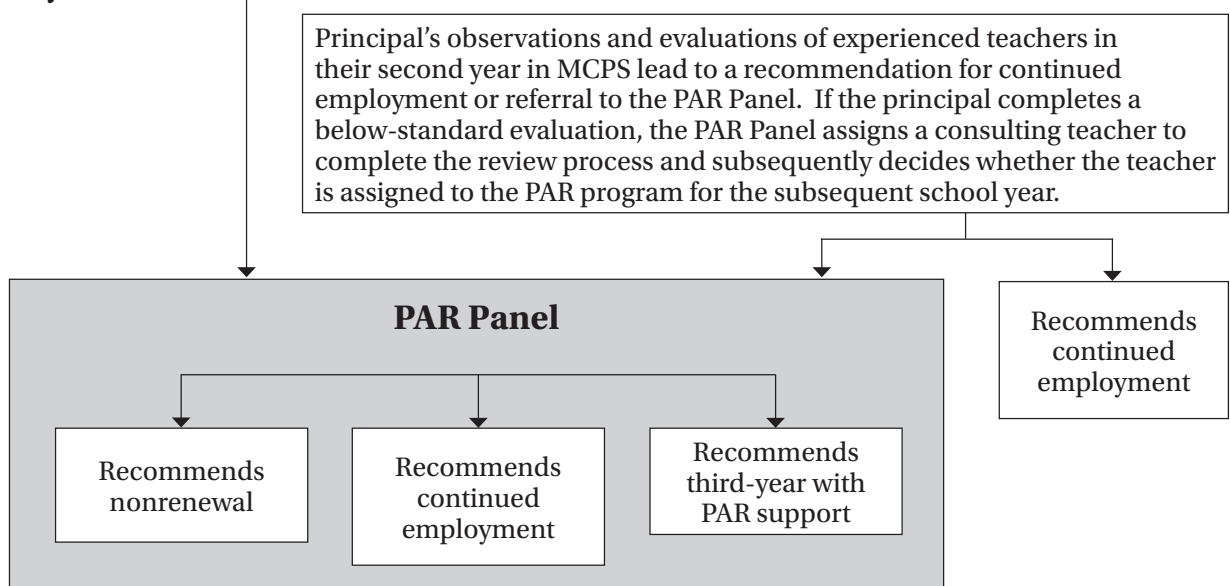 Principal’s observations and evaluations of experienced teachers in
their second year in MCPS lead to a recommendation for continued
employment or referral to the PAR Panel.  If the principal completes a
below-standard evaluation, the PAR Panel assigns a consulting teacher to
complete the review process and subsequently decides whether the teacher
is assigned to the PAR program for the subsequent school year.
PAR Panel
Recommends
continued
employment
Recommends
nonrenewal
Recommends
continued
employment
Recommends
third-year with
PAR support